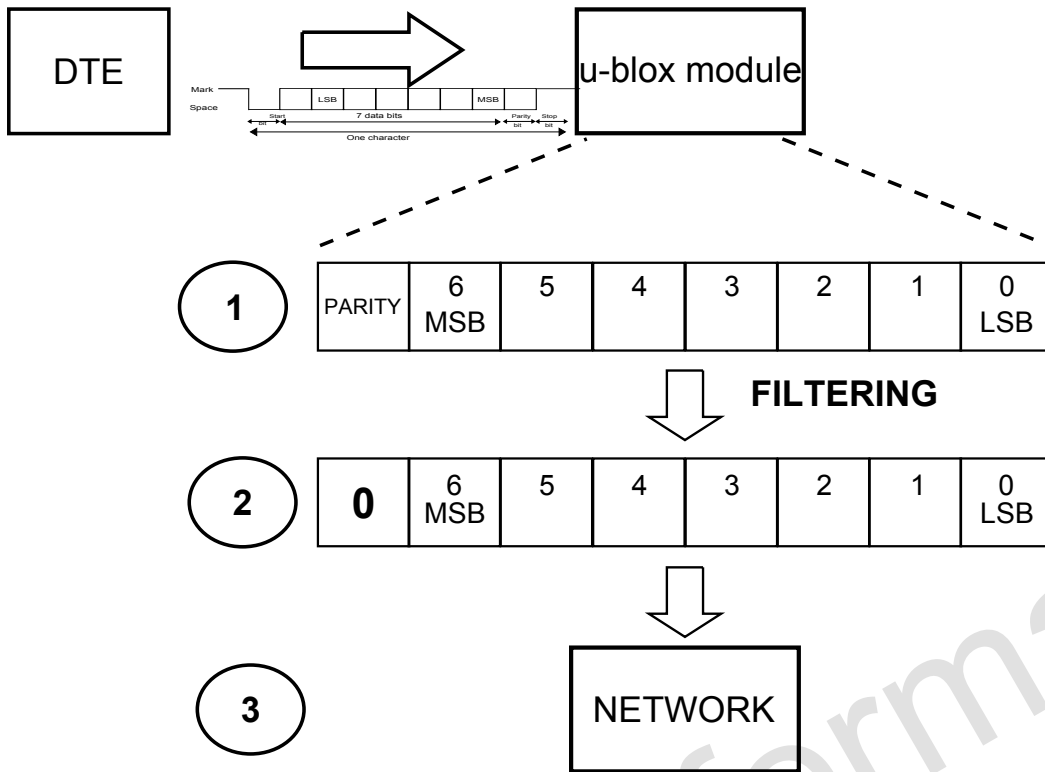 DTE
u-blox module
Mark
Space
LSB
MSB
Start
bit
7 data bits
Parity
bit
Stop
bit
One character
1
PARITY
6
MSB
5
4
3
2
1
0
LSB
FILTERING
2
0
6
MSB
5
4
3
2
1
0
LSB
3
NETWORK
forma